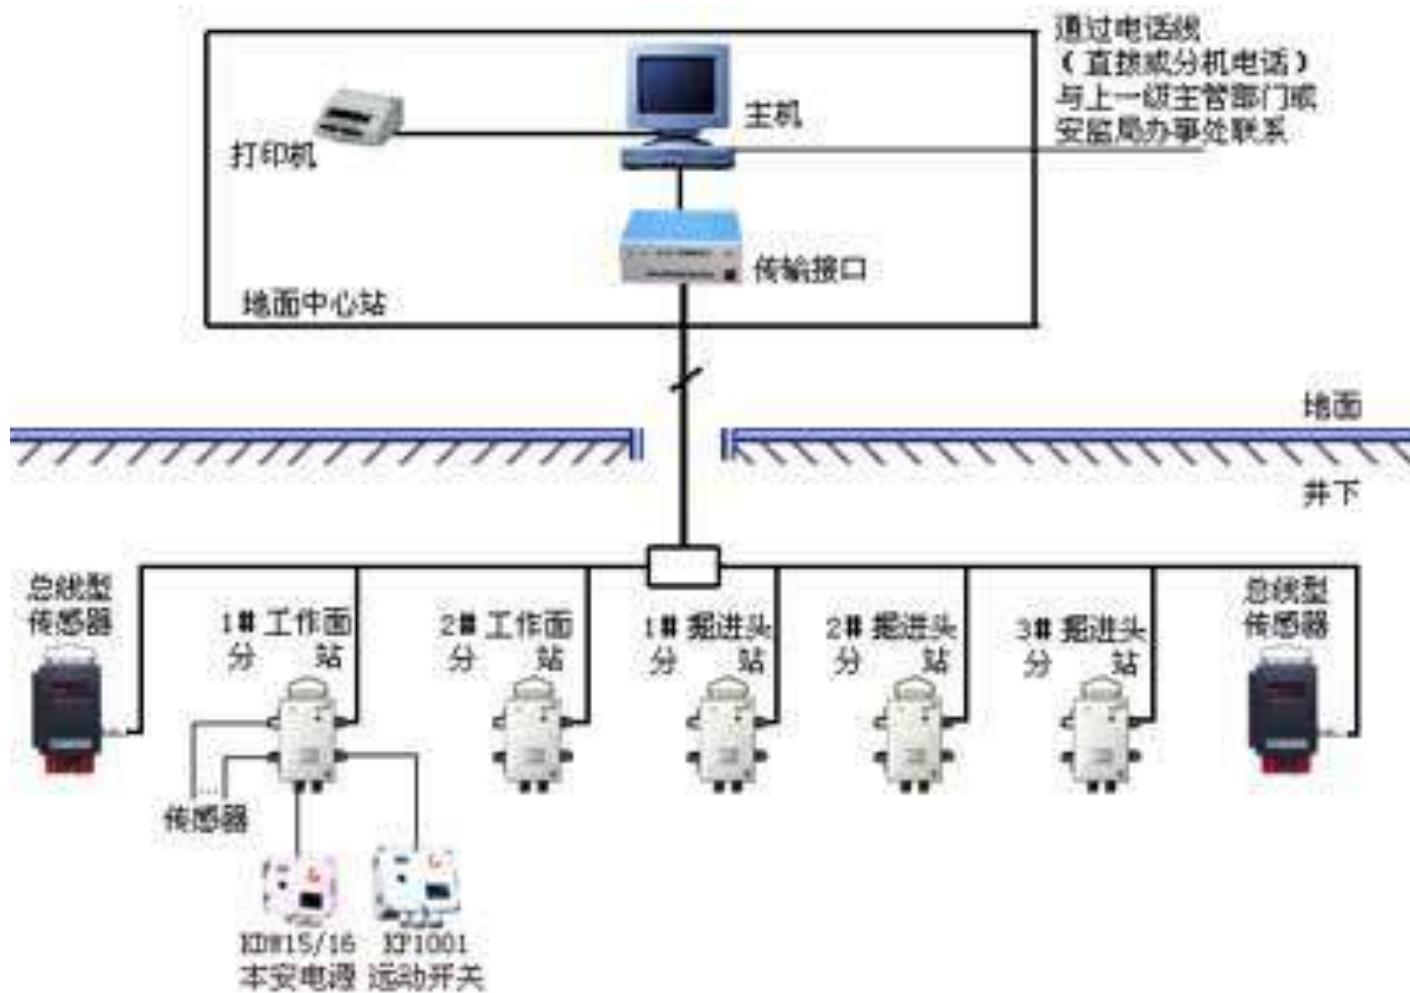 通过电话线
（直拨或分机电话）
与上一级主管部门或
安监局办事处联系
主机
打印机
传输接口
地面中心站
地面
井下
总线型
传感器
1# 工作面
分 站
2# 工作面
分 站
1# 掘进头
分 站
2# 掘进头
分 站
3# 掘进头
分 站
总线型
传感器
传感器
KDW15/16
本安电源
KP1001
远动开关